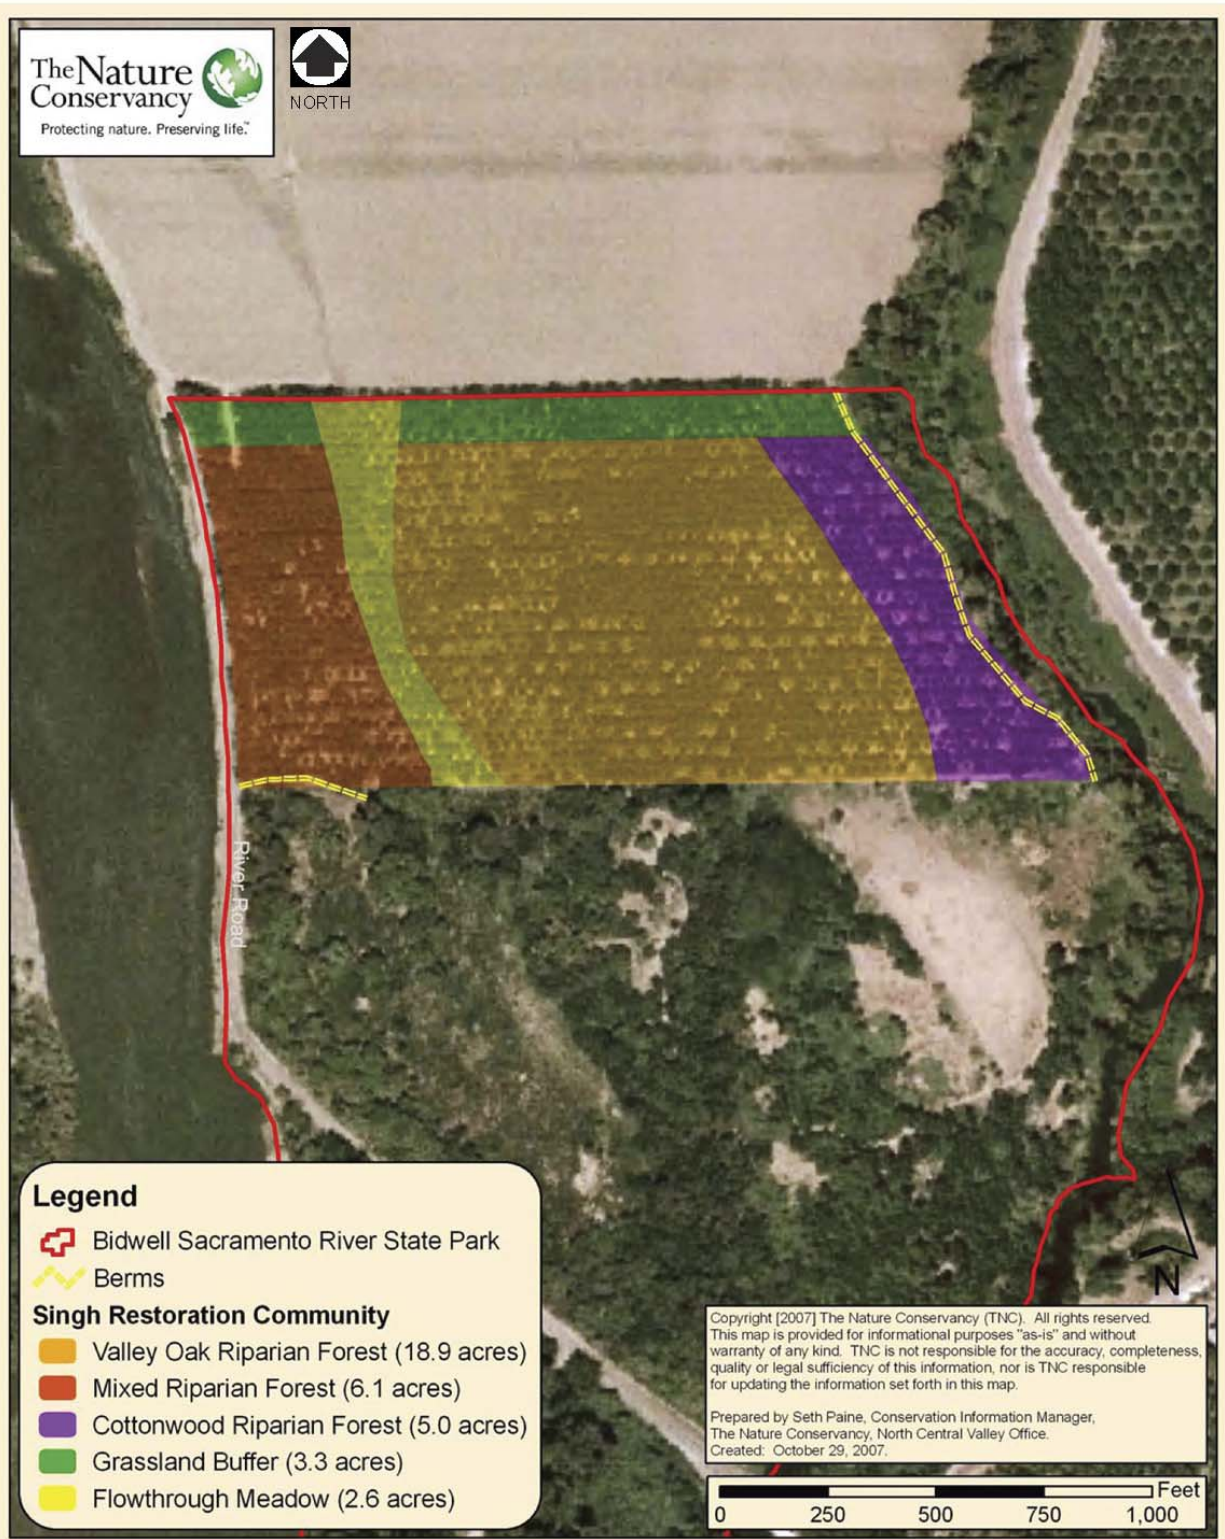 The Nature
Conservancy
Protecting nature. Preserving life.™
NORTH
River Road
Legend
Bidwell Sacramento River State Park
Berms
Singh Restoration Community
Valley Oak Riparian Forest (18.9 acres)
Mixed Riparian Forest (6.1 acres)
Cottonwood Riparian Forest (5.0 acres)
Grassland Buffer (3.3 acres)
Flowthrough Meadow (2.6 acres)
N
Copyright [2007] The Nature Conservancy (TNC). All rights reserved.
This map is provided for informational purposes "as-is" and without
warranty of any kind. TNC is not responsible for the accuracy, completeness,
quality or legal sufficiency of this information, nor is TNC responsible
for updating the information set forth in this map.
Prepared by Seth Paine, Conservation Information Manager,
The Nature Conservancy, North Central Valley Office.
Created: October 29, 2007.
Feet
0 250 500 750 1,000